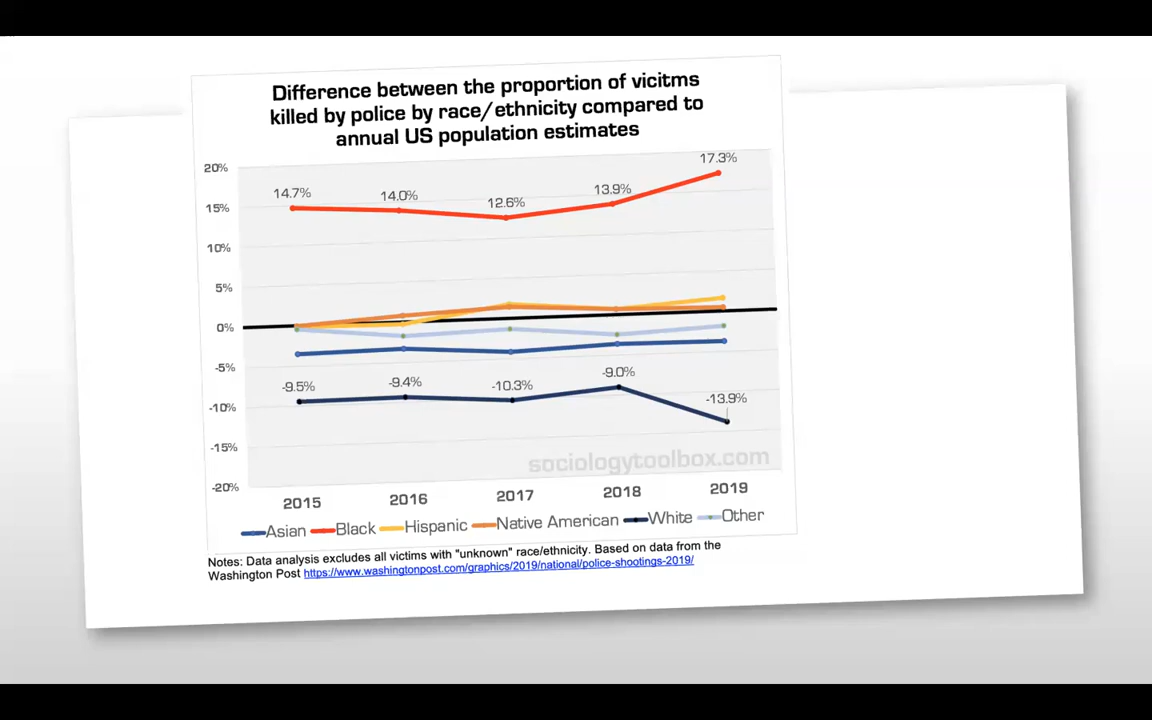 Difference between the proportion of vicitms
killed by police by race/ethnicity compared to
annual US population estimates
20%
15%
10%
5%
0%
-5%
-10%
-15%
-20%
14.7%
14.0%
12.6%
13.9%
17.3%
-9.5%
-9.4%
-10.3%
-9.0%
-13.9%
sociologytoolbox.com
2015 2016 2017 2018 2019
Asian Black Hispanic Native American White Other
Notes: Data analysis excludes all victims with "unknown" race/ethnicity. Based on data from the
Washington Post https://www.washingtonpost.com/graphics/2019/national/police-shootings-2019/